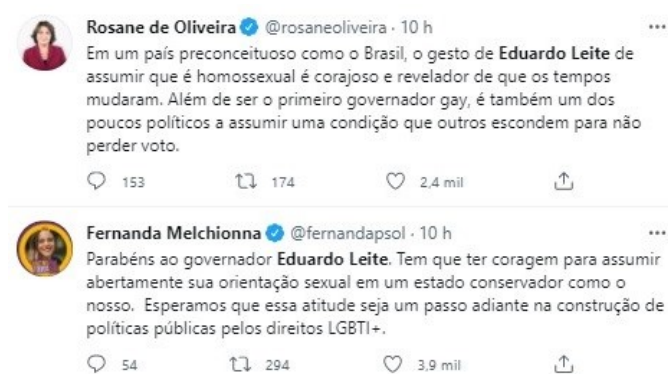 Rosane de Oliveira @rosaneoliveira · 10 h
Em um país preconceituoso como o Brasil, o gesto de Eduardo Leite de
assumir que é homossexual é corajoso e revelador de que os tempos
mudaram. Além de ser o primeiro governador gay, é também um dos
poucos políticos a assumir uma condição que outros escondem para não
perder voto.
153 174 2,4 mil
Fernanda Melchionna @fernandapsol · 10 h
Parabéns ao governador Eduardo Leite. Tem que ter coragem para assumir
abertamente sua orientação sexual em um estado conservador como o
nosso. Esperamos que essa atitude seja um passo adiante na construção de
políticas públicas pelos direitos LGBTI+.
54 294 3,9 mil